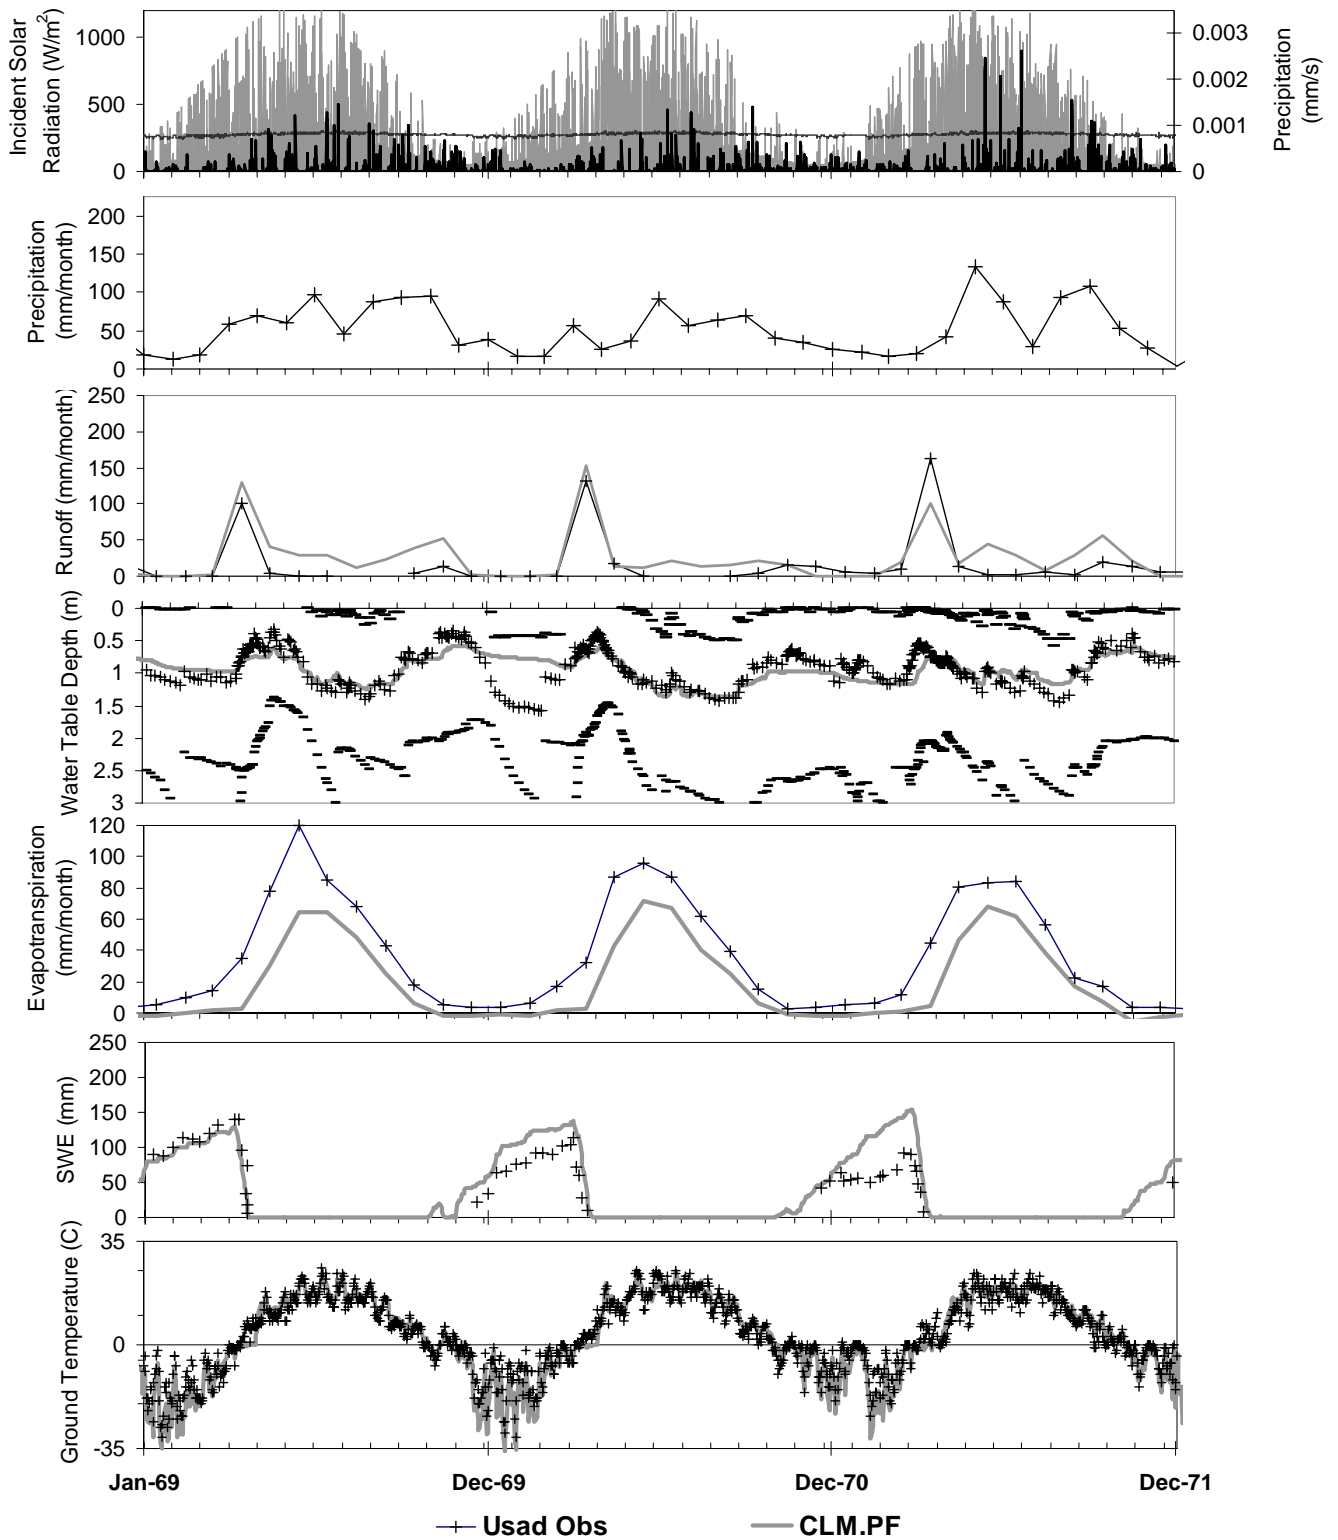 Incident Solar
Radiation (W/m²)
1000
500
0
0.003
0.002
0.001
0
Precipitation
(mm/s)
Precipitation
(mm/month)
200
150
100
50
0
Runoff (mm/month)
250
200
150
100
50
0
Water Table Depth (m)
0
0.5
1
1.5
2
2.5
3
Evapotranspiration
(mm/month)
120
100
80
60
40
20
0
SWE (mm)
250
200
150
100
50
0
Ground Temperature (C)
35
0
-35
Jan-69
Dec-69
Dec-70
Dec-71
Usad Obs
CLM.PF